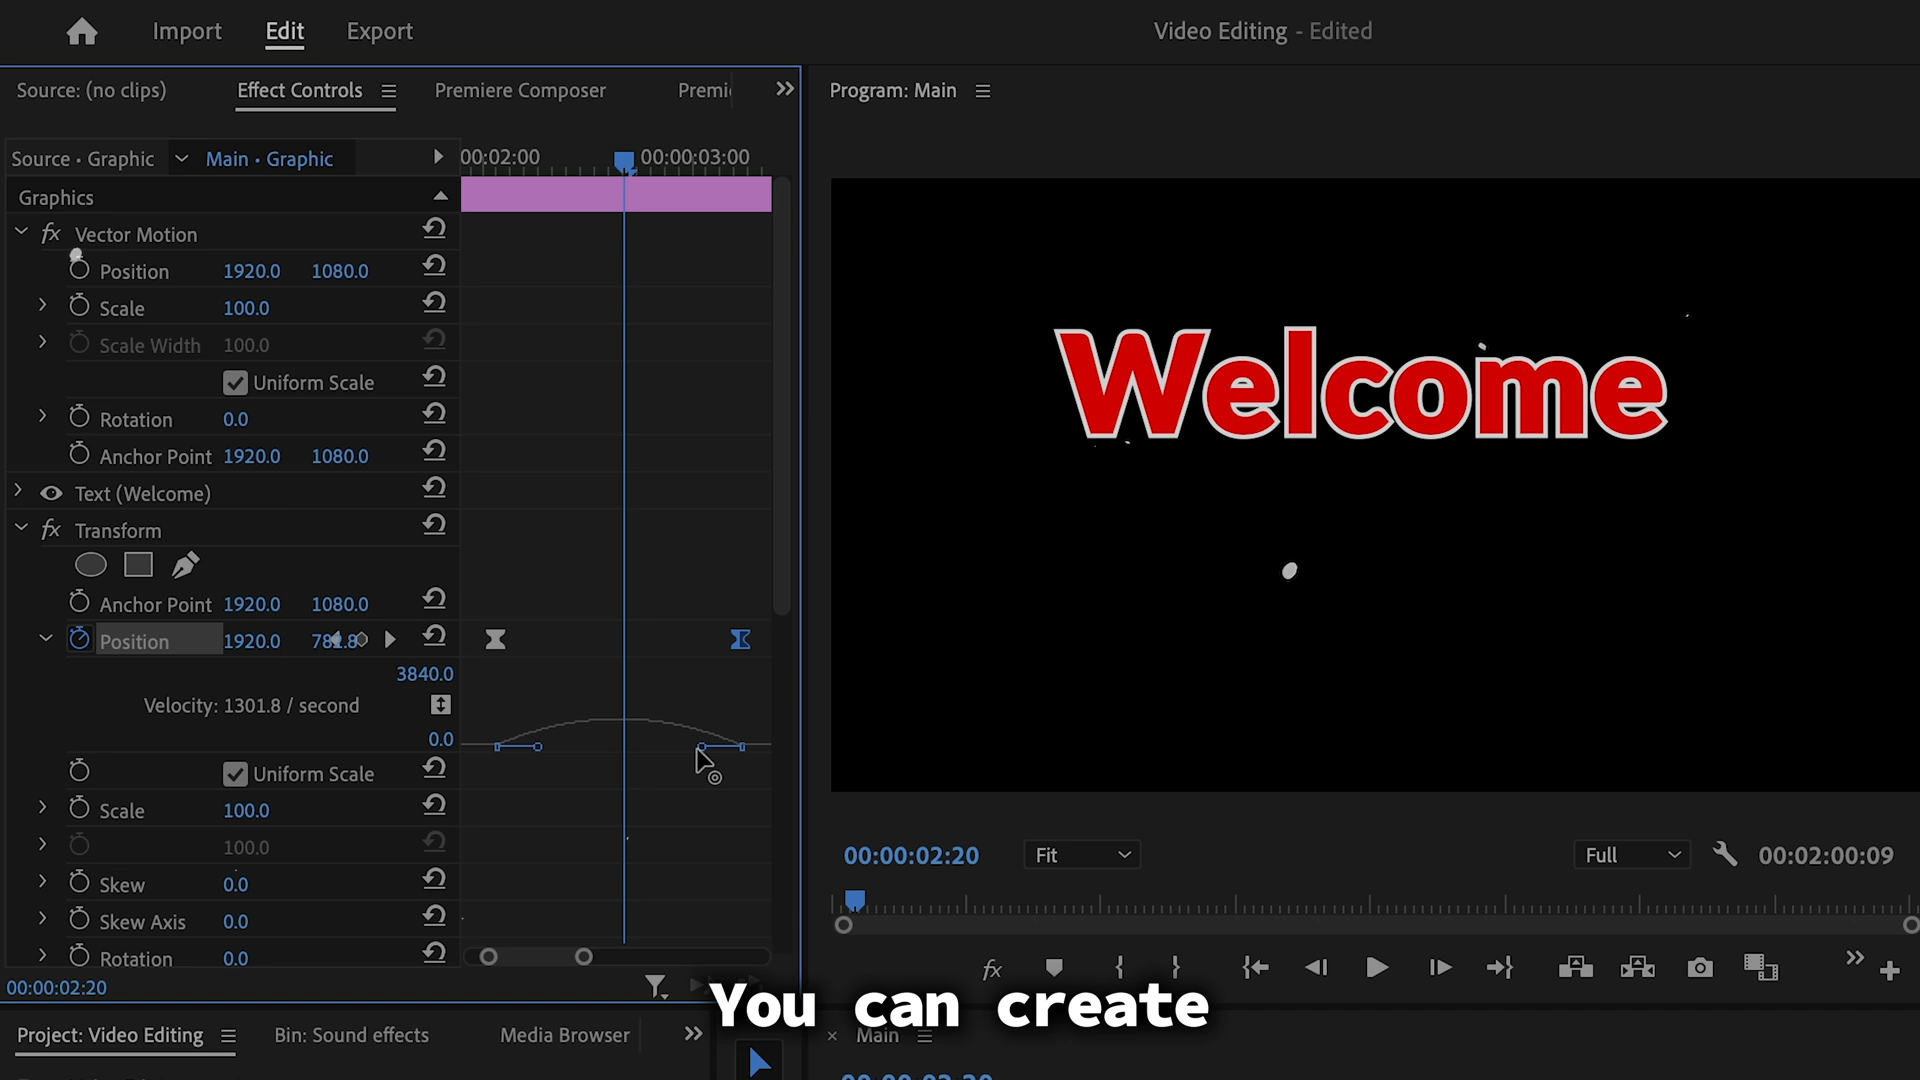 Import Edit Export
Video Editing - Edited
Source: (no clips) Effect Controls Premiere Composer
Program: Main
Source • Graphic Main • Graphic
00:02:00 00:00:03:00
Graphics
fx Vector Motion
Position 1920.0 1080.0
Scale 100.0
Scale Width 100.0
Uniform Scale
Rotation 0.0
Anchor Point 1920.0 1080.0
Text (Welcome)
fx Transform
Anchor Point 1920.0 1080.0
Position 1920.0
3840.0
Velocity: 1301.8 / second
0.0
Uniform Scale
Scale 100.0
100.0
Skew 0.0
Skew Axis 0.0
Rotation 0.0
00:00:02:20
Welcome
00:00:02:20 Fit Full 00:02:00:09
fx
You can create
Project: Video Editing Bin: Sound effects Media Browser
Main